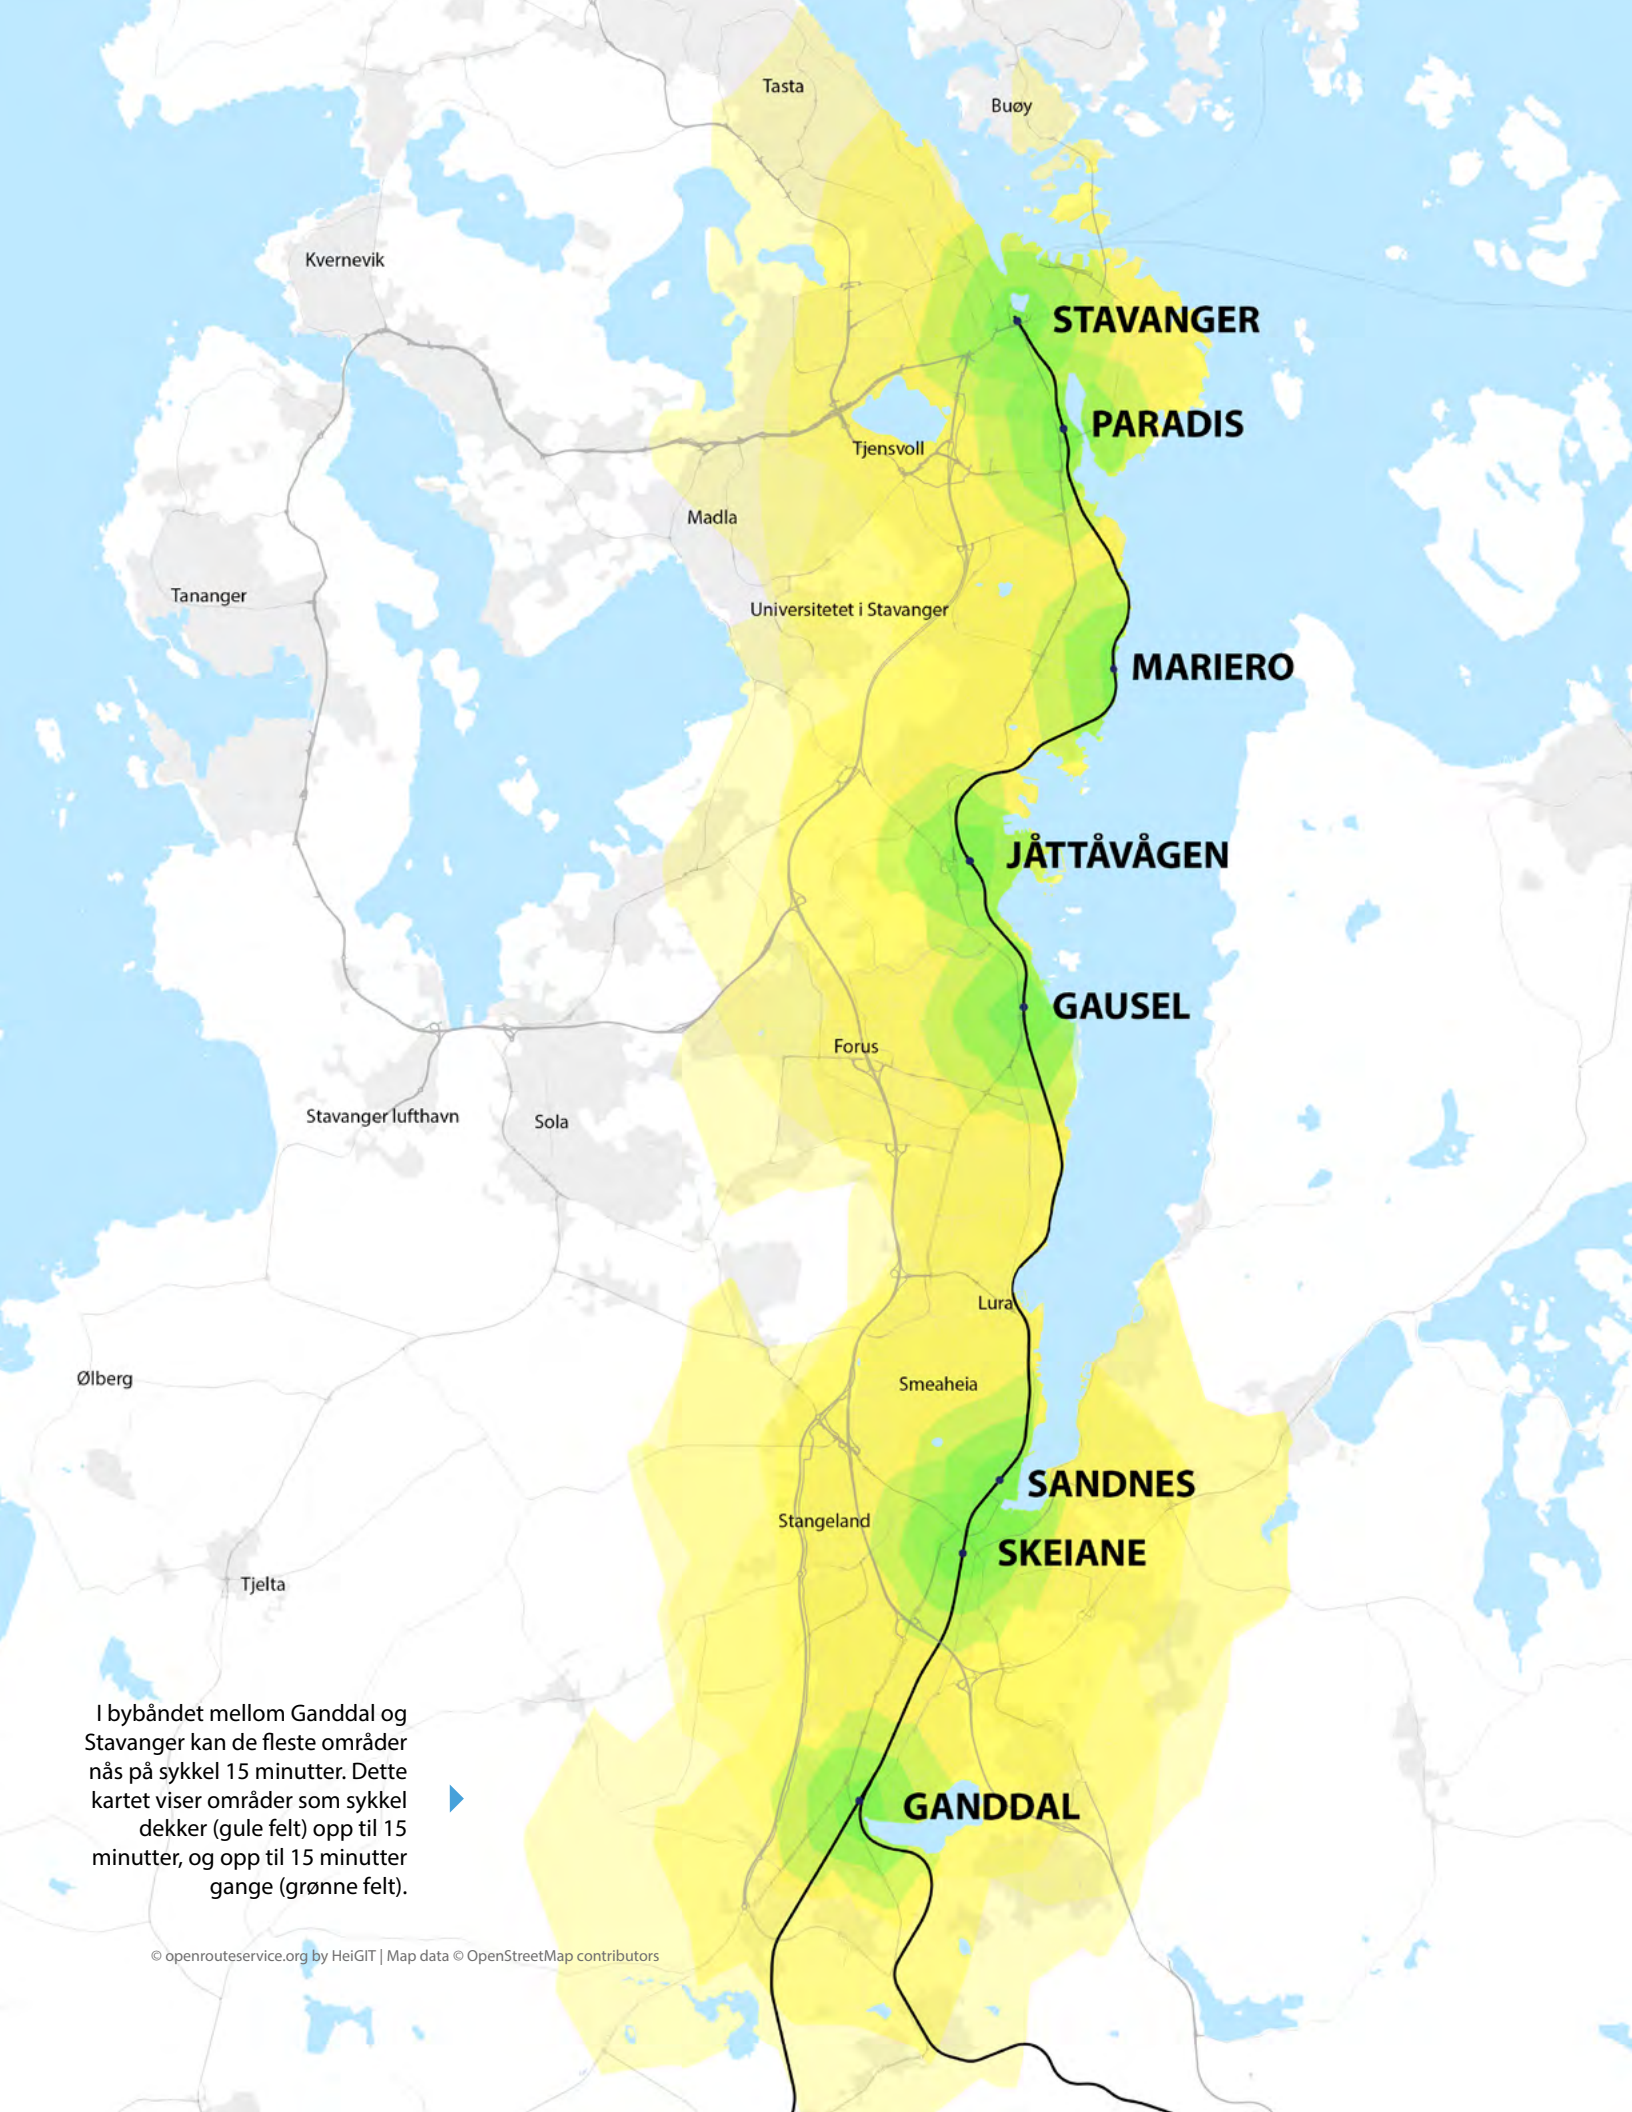 Tasta
Buøy
Kvernevik
STAVANGER
PARADIS
Tjensvoll
Madla
Tananger
Universitetet i Stavanger
MARIERO
JÅTTÅVÅGEN
GAUSEL
Forus
Stavanger lufthavn
Sola
Lura
Ølberg
Smeaheia
SANDNES
Stangeland
SKEIANE
Tjelta
I bybåndet mellom Ganddal og
Stavanger kan de fleste områder
nås på sykkel 15 minutter. Dette
kartet viser områder som sykkel
dekker (gule felt) opp til 15
minutter, og opp til 15 minutter
gange (grønne felt).
GANDDAL
© openrouteservice.org by HeiGIT | Map data © OpenStreetMap contributors